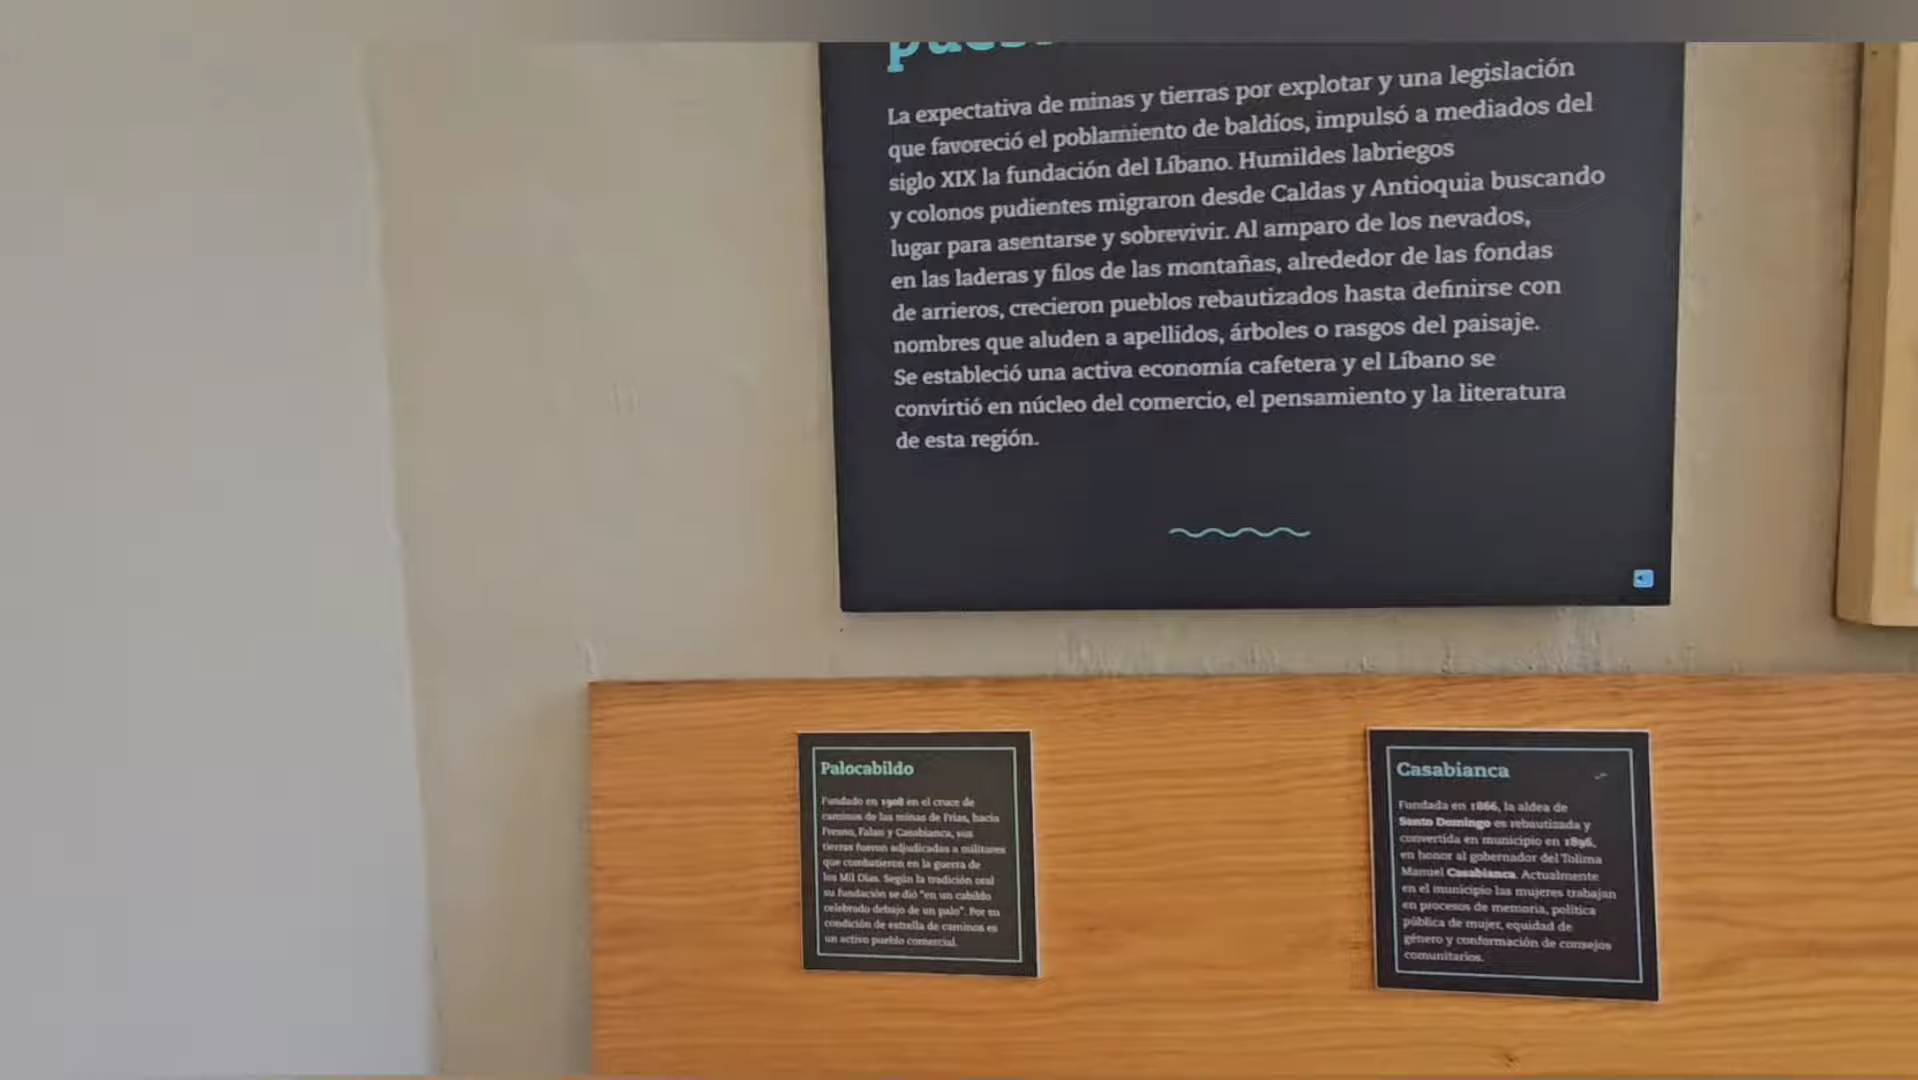 La expectativa de minas y tierras por explotar y una legislación
que favoreció el poblamiento de baldíos, impulsó a mediados del
siglo XIX la fundación del Líbano. Humildes labriegos
y colonos pudientes migraron desde Caldas y Antioquia buscando
lugar para asentarse y sobrevivir. Al amparo de los nevados,
en las laderas y filos de las montañas, alrededor de las fondas
de arrieros, crecieron pueblos rebautizados hasta definirse con
nombres que aluden a apellidos, árboles o rasgos del paisaje.
Se estableció una activa economía cafetera y el Líbano se
convirtió en núcleo del comercio, el pensamiento y la literatura
de esta región.
Palocabildo
Fundado en 1908 en el cruce de
caminos de las minas de Frías, hacia
Fresno, Falan y Casabianca, sus
tierras fueron adjudicadas a militares
que combatieron en la guerra de
los Mil Días. Según la tradición oral
su fundación se dió "en un cabildo
celebrado debajo de un palo". Por su
condición de estrella de caminos es
un activo pueblo comercial.
Casabianca
Fundada en 1866, la aldea de
Santo Domingo es rebautizada y
convertida en municipio en 1896,
en honor al gobernador del Tolima
Manuel Casabianca. Actualmente
en el municipio las mujeres trabajan
en procesos de memoria, política
pública de mujer, equidad de
género y conformación de consejos
comunitarios.